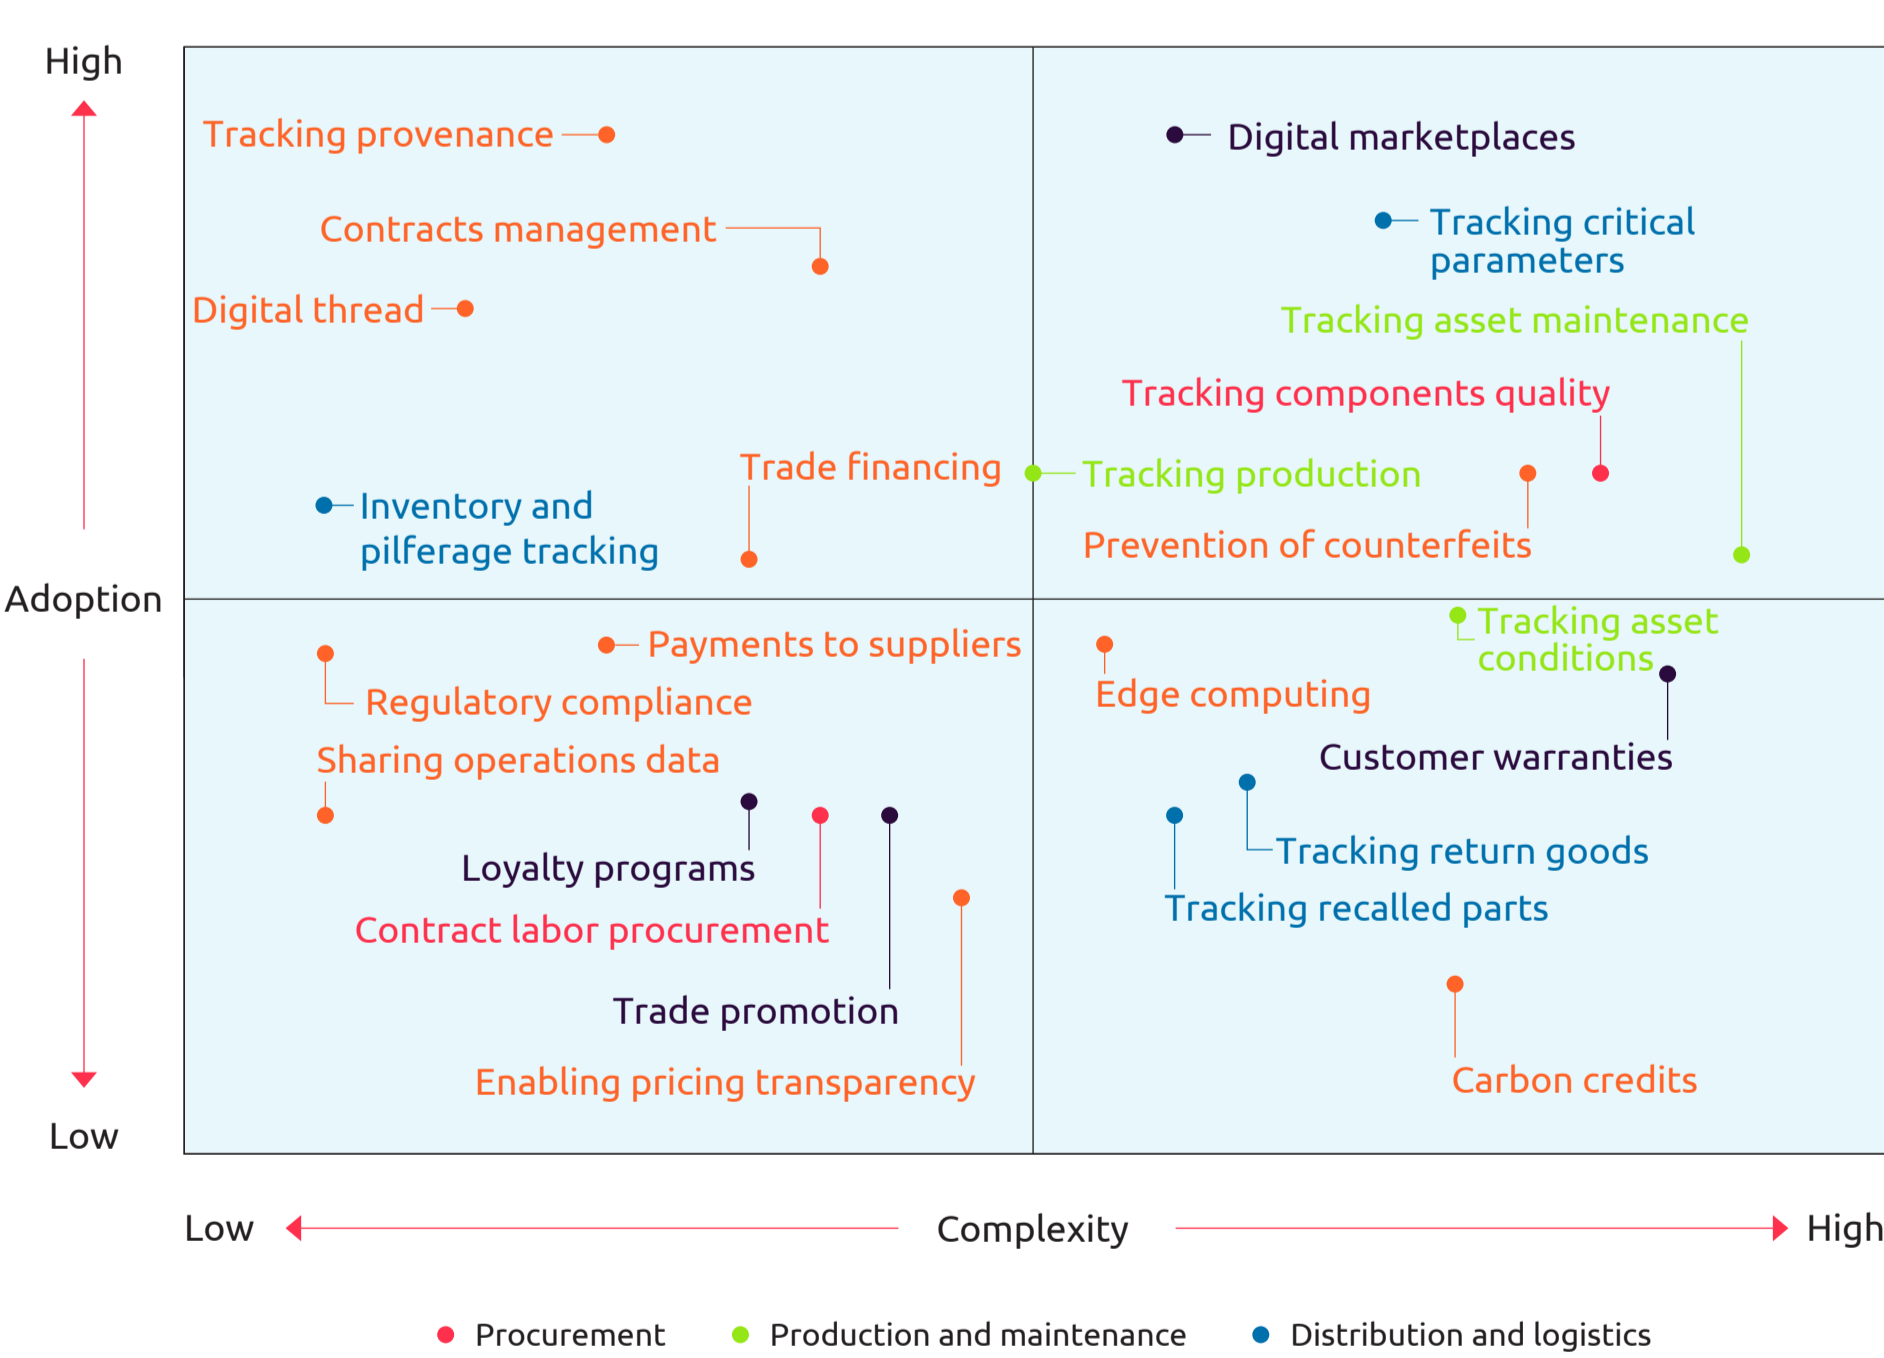 High
Tracking provenance
Digital marketplaces
Contracts management
Tracking critical
parameters
Digital thread
Tracking asset maintenance
Tracking components quality
Trade financing
Tracking production
Inventory and
pilferage tracking
Prevention of counterfeits
Adoption
Payments to suppliers
Tracking asset
conditions
Regulatory compliance
Edge computing
Sharing operations data
Customer warranties
Loyalty programs
Tracking return goods
Contract labor procurement
Tracking recalled parts
Trade promotion
Enabling pricing transparency
Carbon credits
Low
Low
Complexity
High
Procurement
Production and maintenance
Distribution and logistics